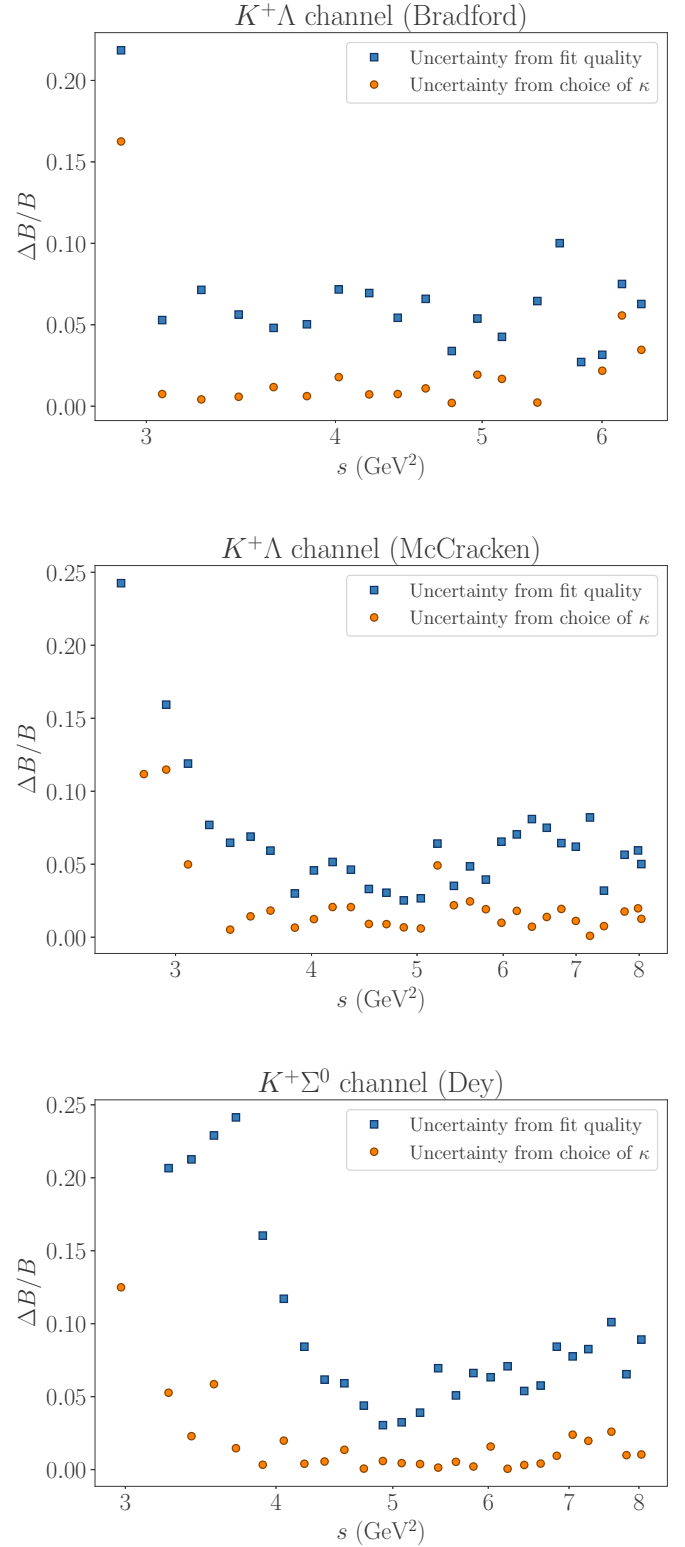 K⁺Λ channel (Bradford)
Uncertainty from fit quality
Uncertainty from choice of κ
0.20
0.15
0.10
0.05
0.00
ΔB/B
3 4 5 6
s (GeV²)
K⁺Λ channel (McCracken)
Uncertainty from fit quality
Uncertainty from choice of κ
0.25
0.20
0.15
0.10
0.05
0.00
ΔB/B
3 4 5 6 7 8
s (GeV²)
K⁺Σ⁰ channel (Dey)
Uncertainty from fit quality
Uncertainty from choice of κ
0.25
0.20
0.15
0.10
0.05
0.00
ΔB/B
3 4 5 6 7 8
s (GeV²)